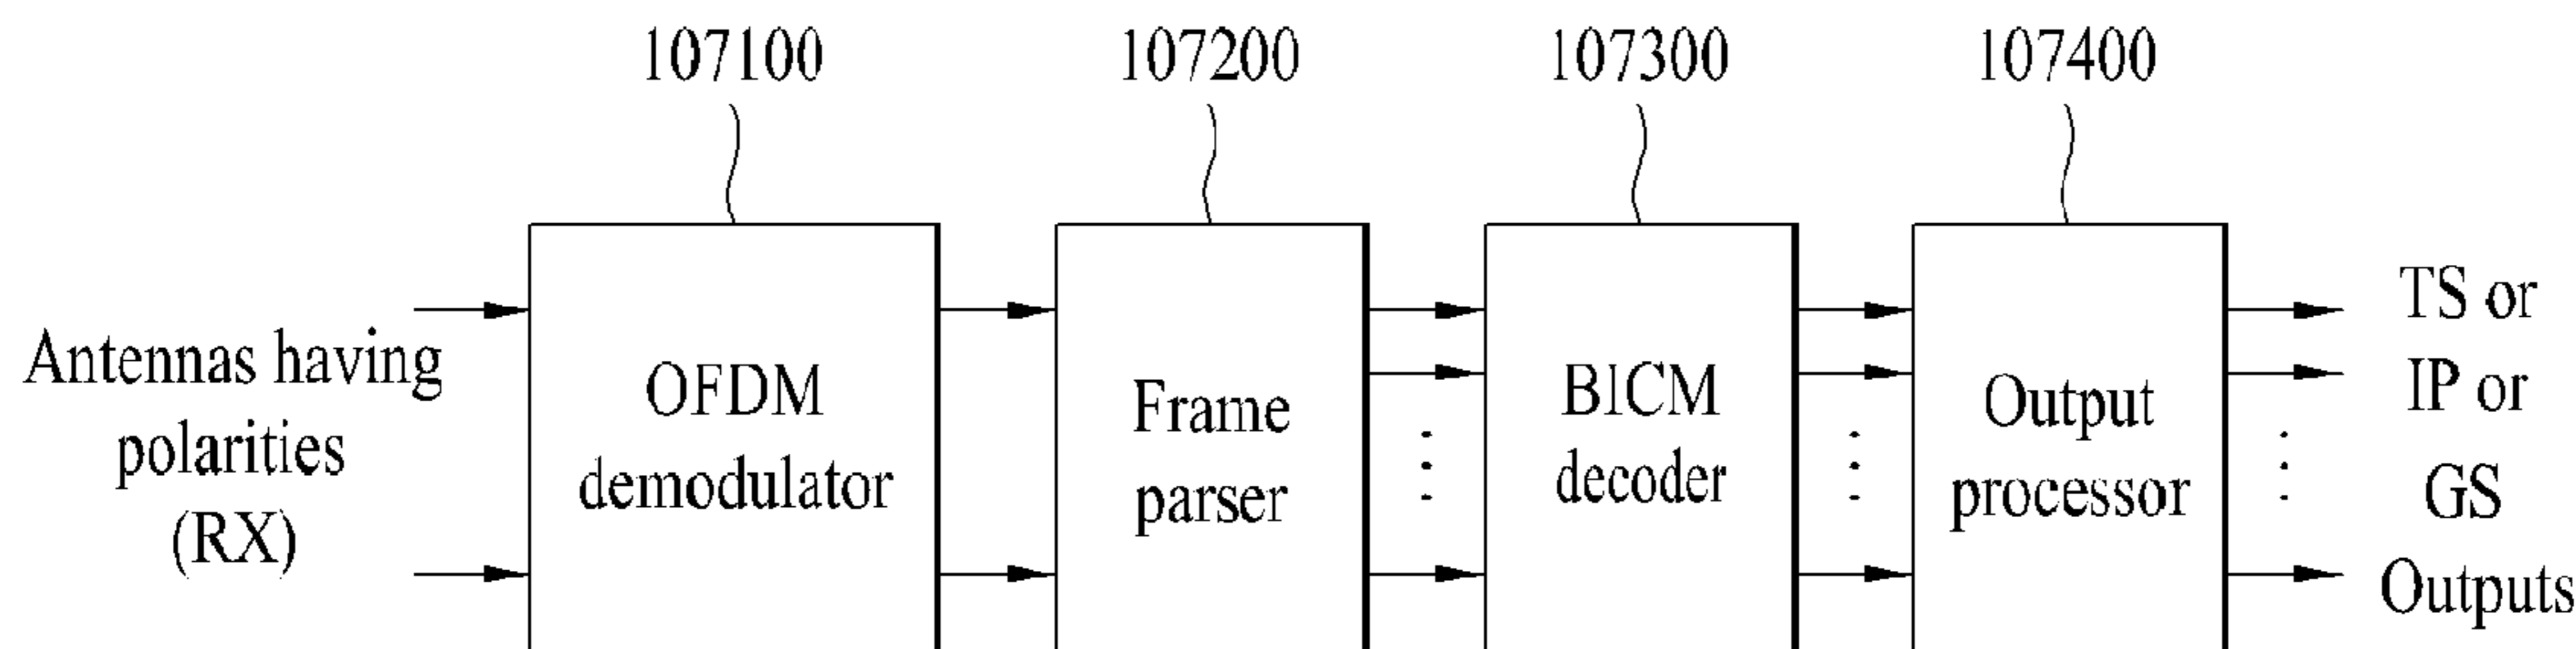 107100
107200
107300
107400
Antennas having
polarities
(RX)
OFDM
demodulator
Frame
parser
BICM
decoder
Output
processor
TS or
IP or
GS
Outputs